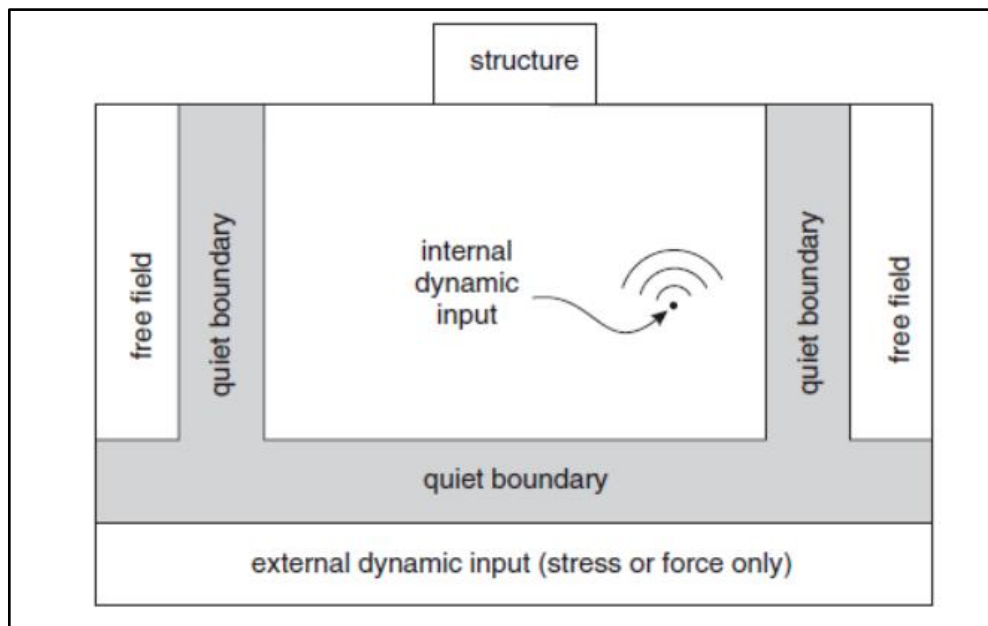 structure
free field
quiet boundary
internal
dynamic
input
quiet boundary
free field
quiet boundary
external dynamic input (stress or force only)